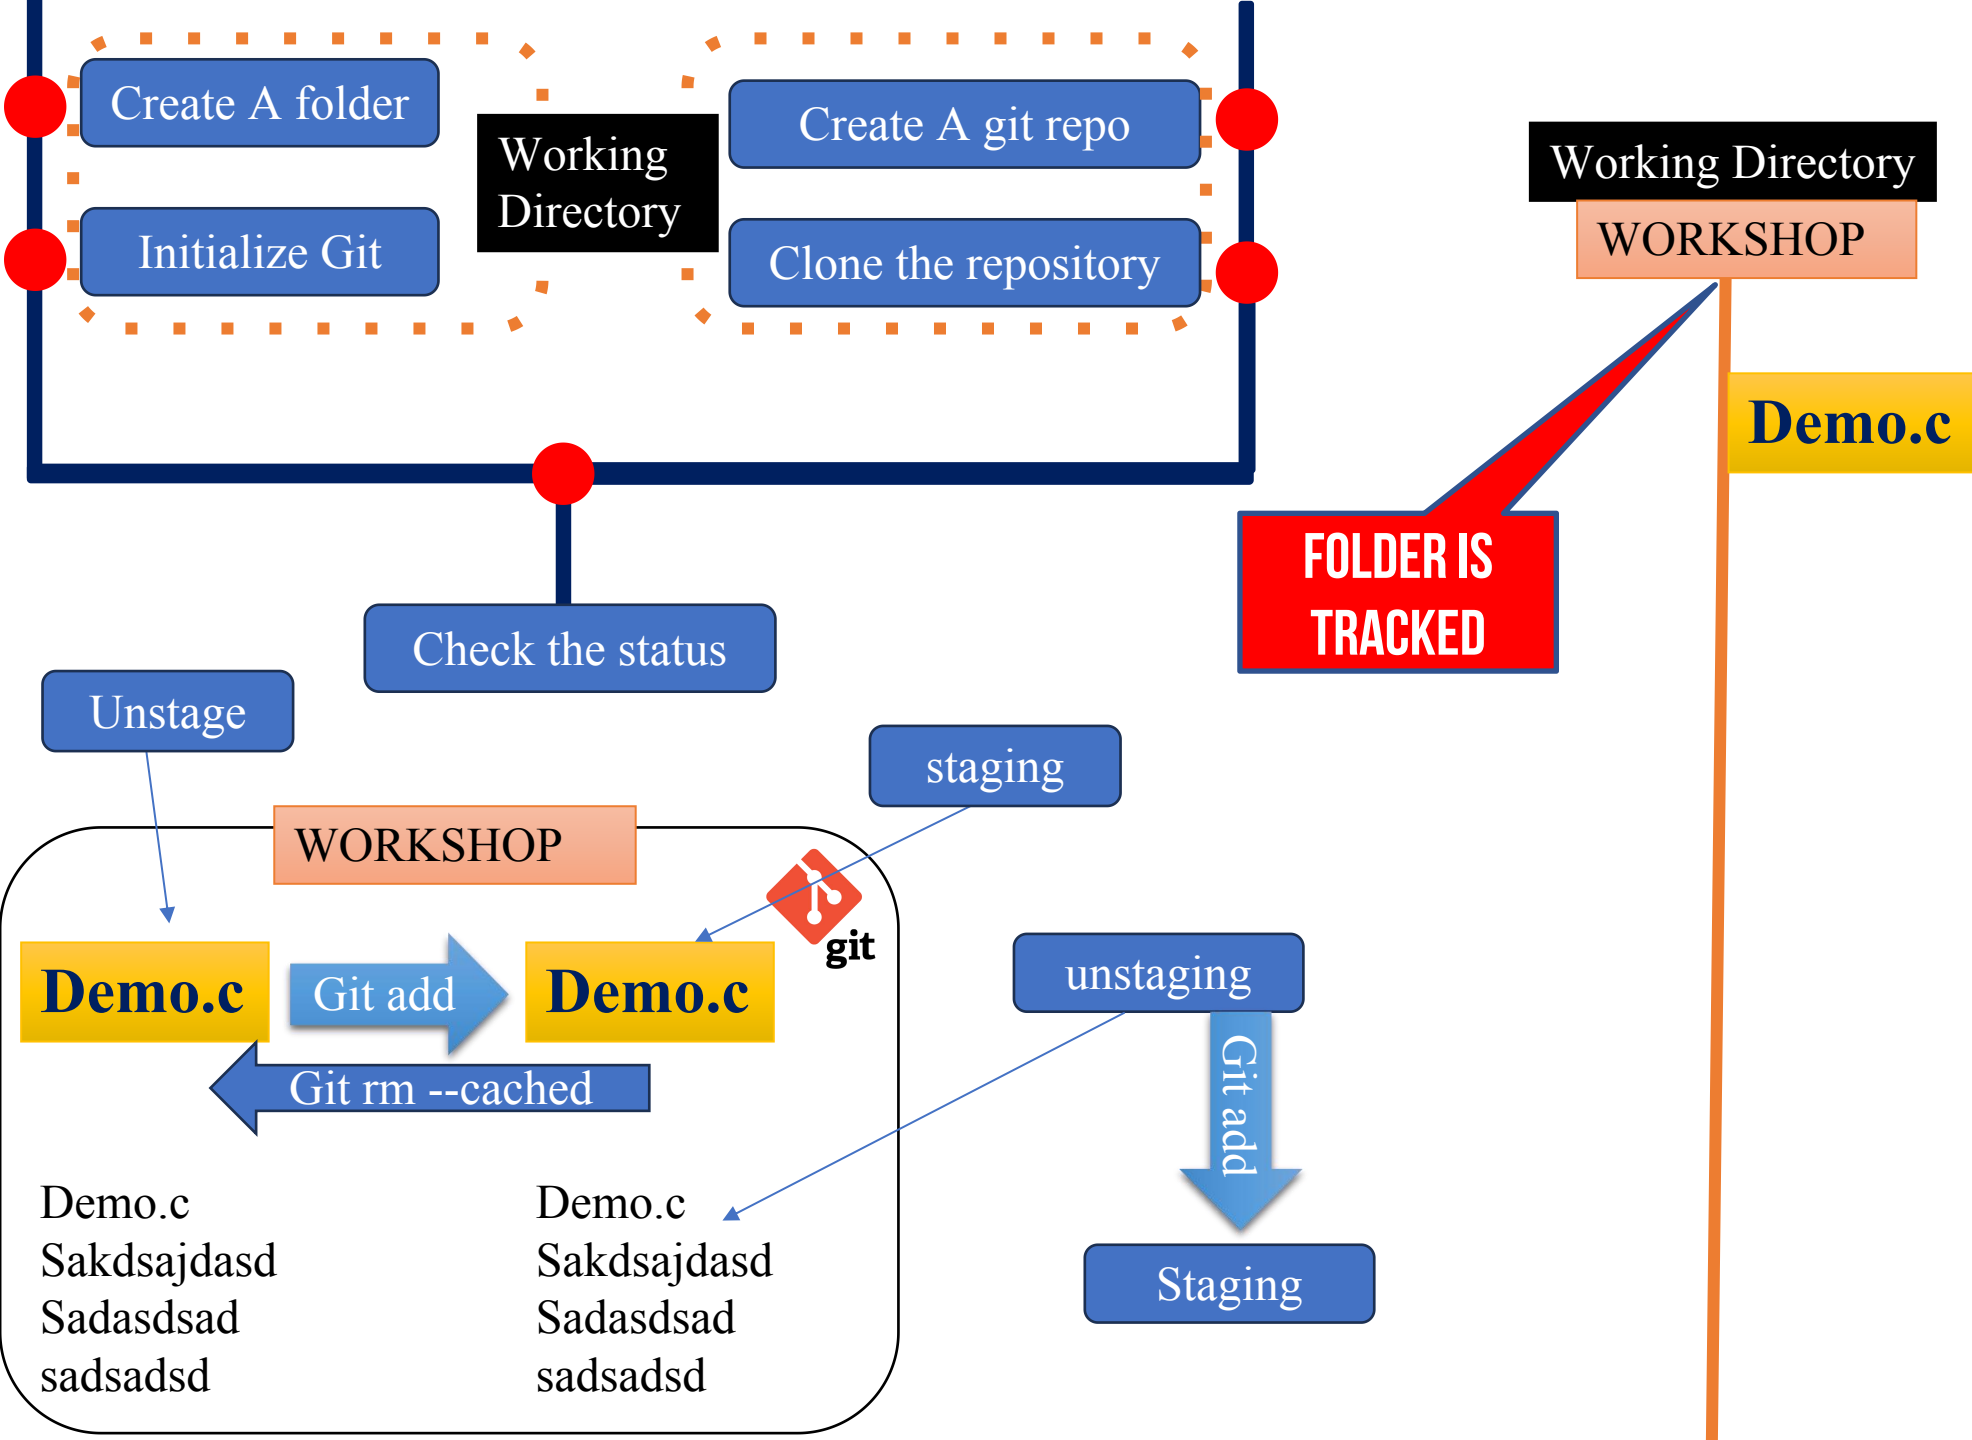 Create A folder
Initialize Git
Working
Directory
Create A git repo
Clone the repository
Working Directory
WORKSHOP
Demo.c
FOLDER IS
TRACKED
Check the status
Unstage
staging
WORKSHOP
git
Demo.c
Git add
Demo.c
Git rm --cached
unstaging
Git add
Staging
Demo.c
Sakdsajdasd
Sadasdsad
sadsadsd
Demo.c
Sakdsajdasd
Sadasdsad
sadsadsd